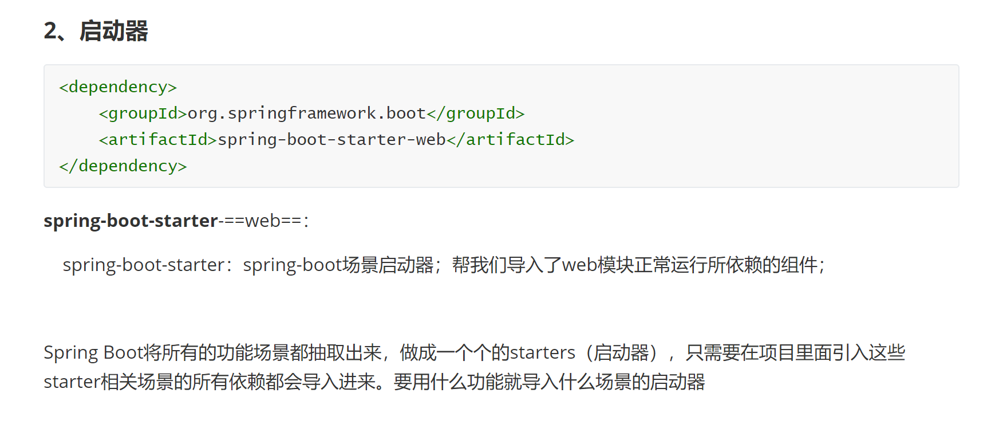 2、启动器
<dependency>
    <groupId>org.springframework.boot</groupId>
    <artifactId>spring-boot-starter-web</artifactId>
</dependency>
spring-boot-starter-==web==：
spring-boot-starter：spring-boot场景启动器；帮我们导入了web模块正常运行所依赖的组件；
Spring Boot将所有的功能场景都抽取出来，做成一个个的starters（启动器），只需要在项目里面引入这些
starter相关场景的所有依赖都会导入进来。要用什么功能就导入什么场景的启动器